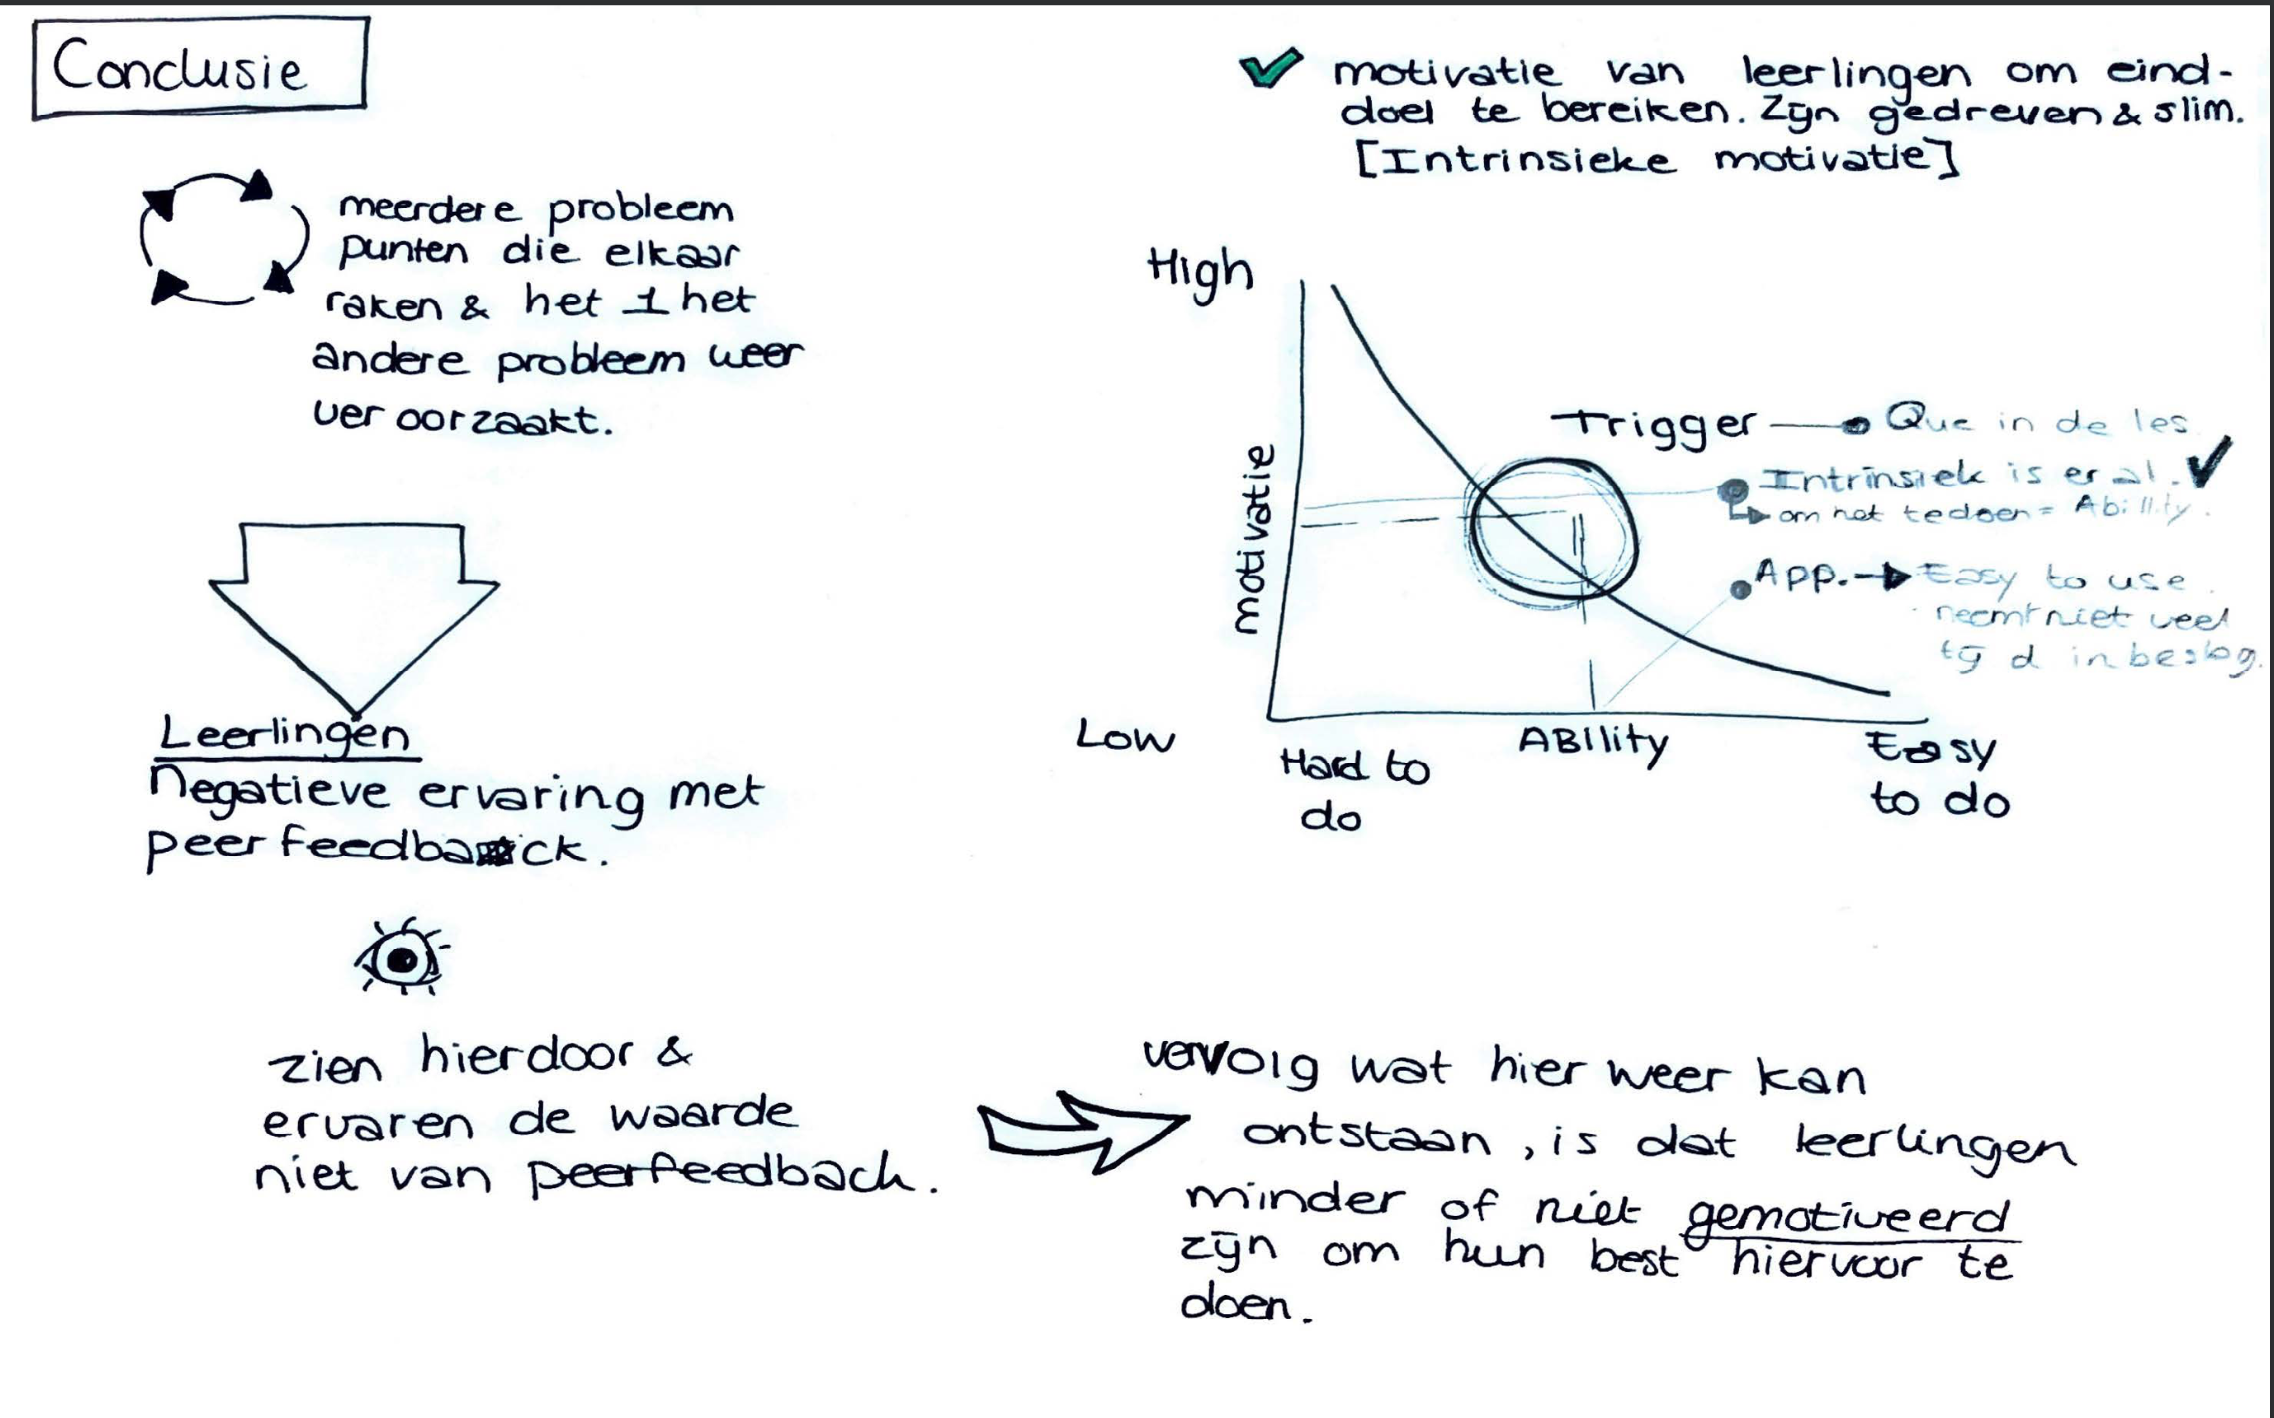 Conclusie
meerdere probleem
punten die elkaar
raken & het 1 het
andere probleem weer
veroorzaakt.
Leerlingen
Negatieve ervaring met
peerfeedback.
zien hierdoor &
ervaren de waarde
niet van peerfeedback.
motivatie van leerlingen om eind-
doel te bereiken. Zijn gedreven & slim.
[Intrinsieke motivatie]
High
motivatie
Trigger
Que in de les
Intrinsiek is er al.
om het te doen = Abillity.
App.
Easy to use
neemt niet veel
tijd in beslag.
Low
Hard to
do
ABIlity
Easy
to do
vervolg wat hier weer kan
ontstaan, is dat leerlingen
minder of niet gemotiveerd
zijn om hun best hiervoor te
doen.